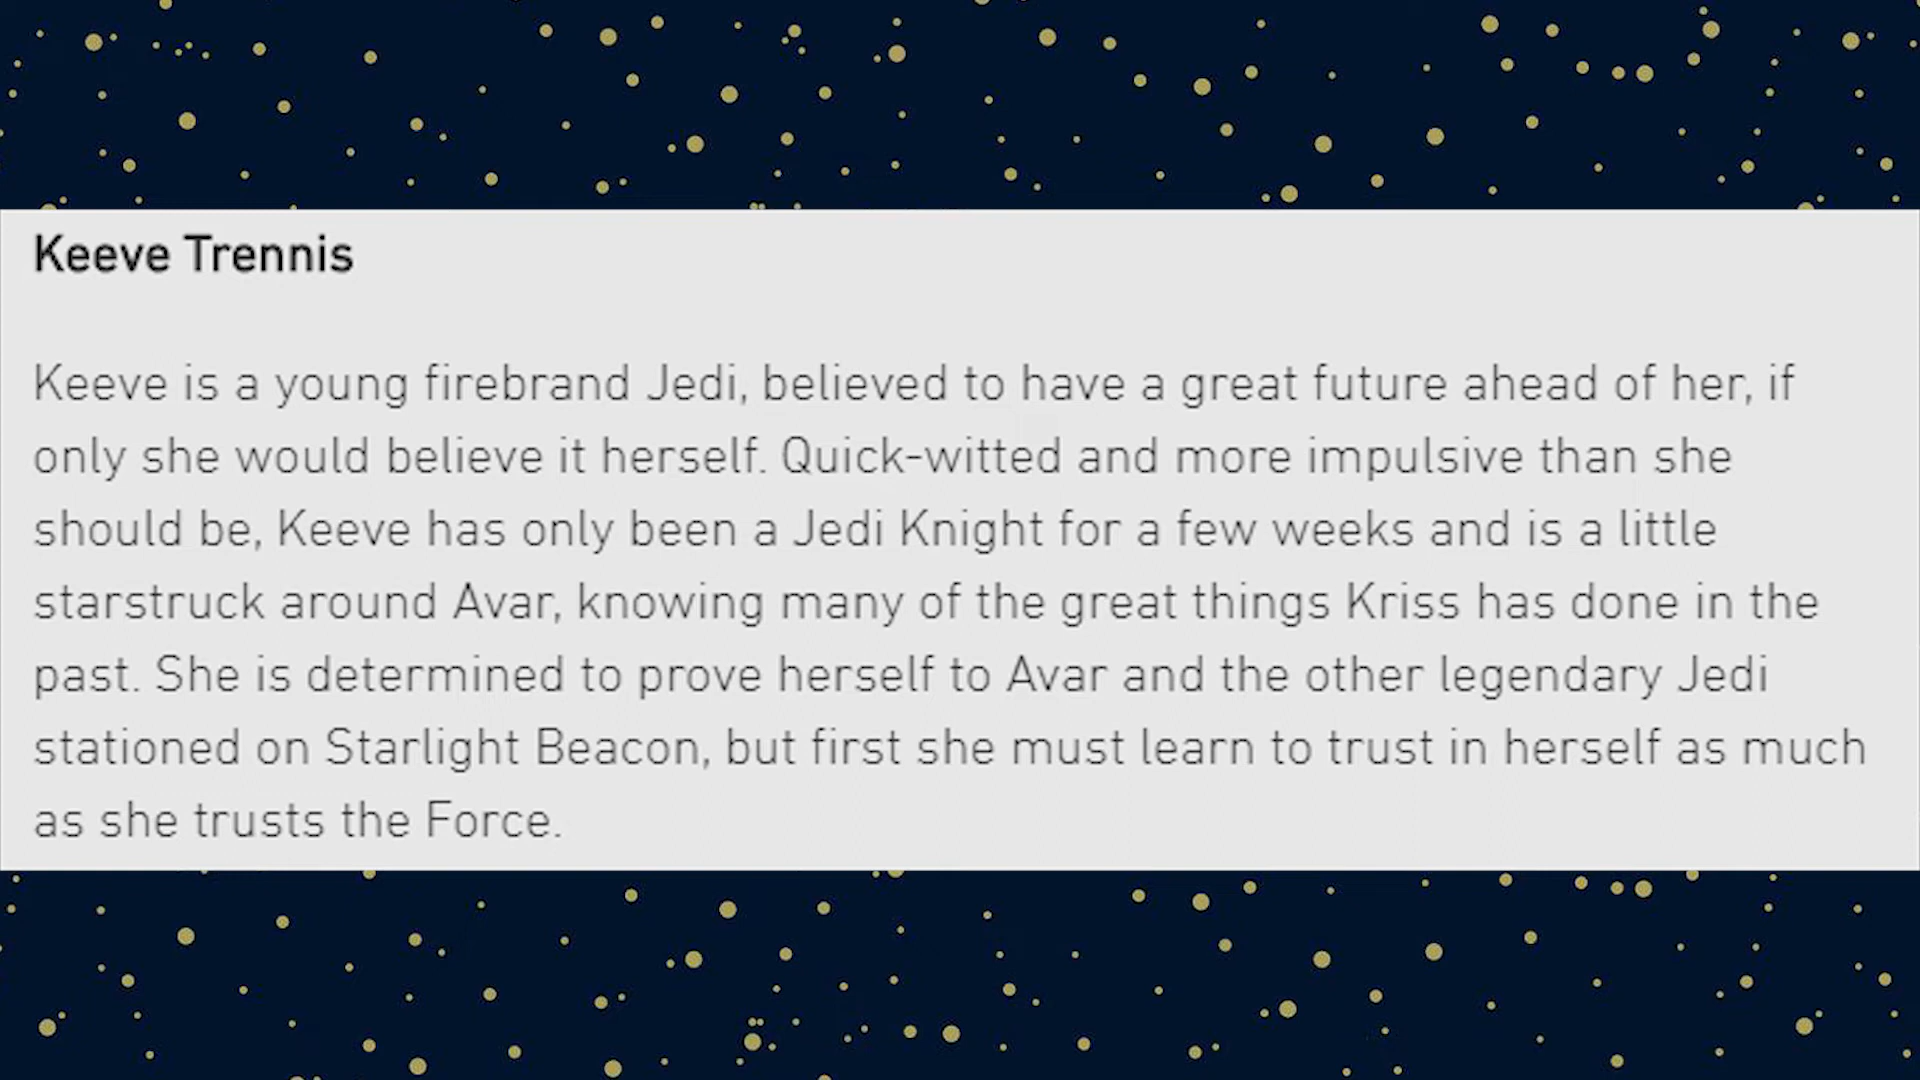 Keeve Trennis
Keeve is a young firebrand Jedi, believed to have a great future ahead of her, if
only she would believe it herself. Quick-witted and more impulsive than she
should be, Keeve has only been a Jedi Knight for a few weeks and is a little
starstruck around Avar, knowing many of the great things Kriss has done in the
past. She is determined to prove herself to Avar and the other legendary Jedi
stationed on Starlight Beacon, but first she must learn to trust in herself as much
as she trusts the Force.